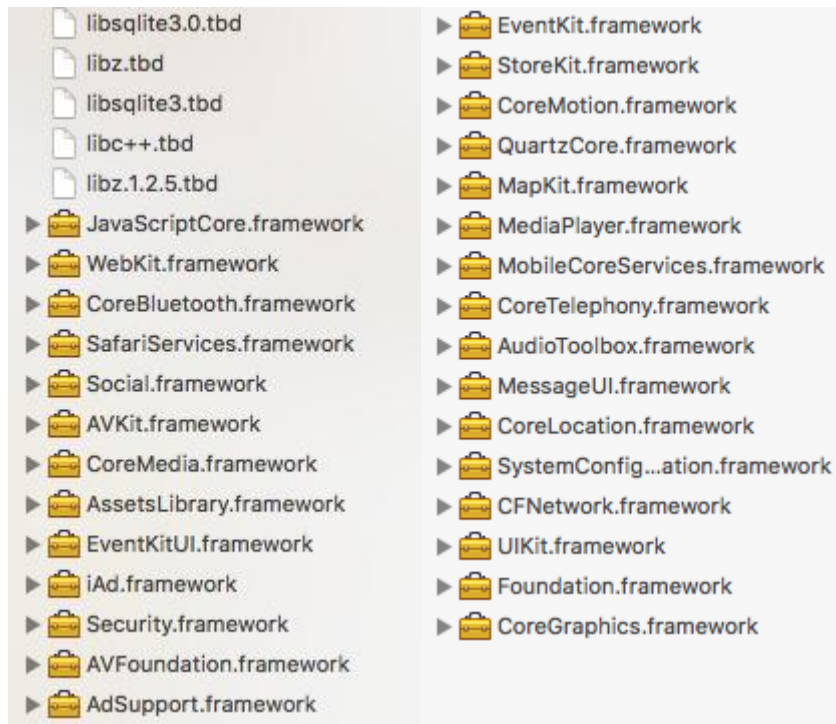 libsqlite3.0.tbd
libz.tbd
libsqlite3.tbd
libc++.tbd
libz.1.2.5.tbd
JavaScriptCore.framework
WebKit.framework
CoreBluetooth.framework
SafariServices.framework
Social.framework
AVKit.framework
CoreMedia.framework
AssetsLibrary.framework
EventKitUI.framework
iAd.framework
Security.framework
AVFoundation.framework
AdSupport.framework
EventKit.framework
StoreKit.framework
CoreMotion.framework
QuartzCore.framework
MapKit.framework
MediaPlayer.framework
MobileCoreServices.framework
CoreTelephony.framework
AudioToolbox.framework
MessageUI.framework
CoreLocation.framework
SystemConfig...ation.framework
CFNetwork.framework
UIKit.framework
Foundation.framework
CoreGraphics.framework